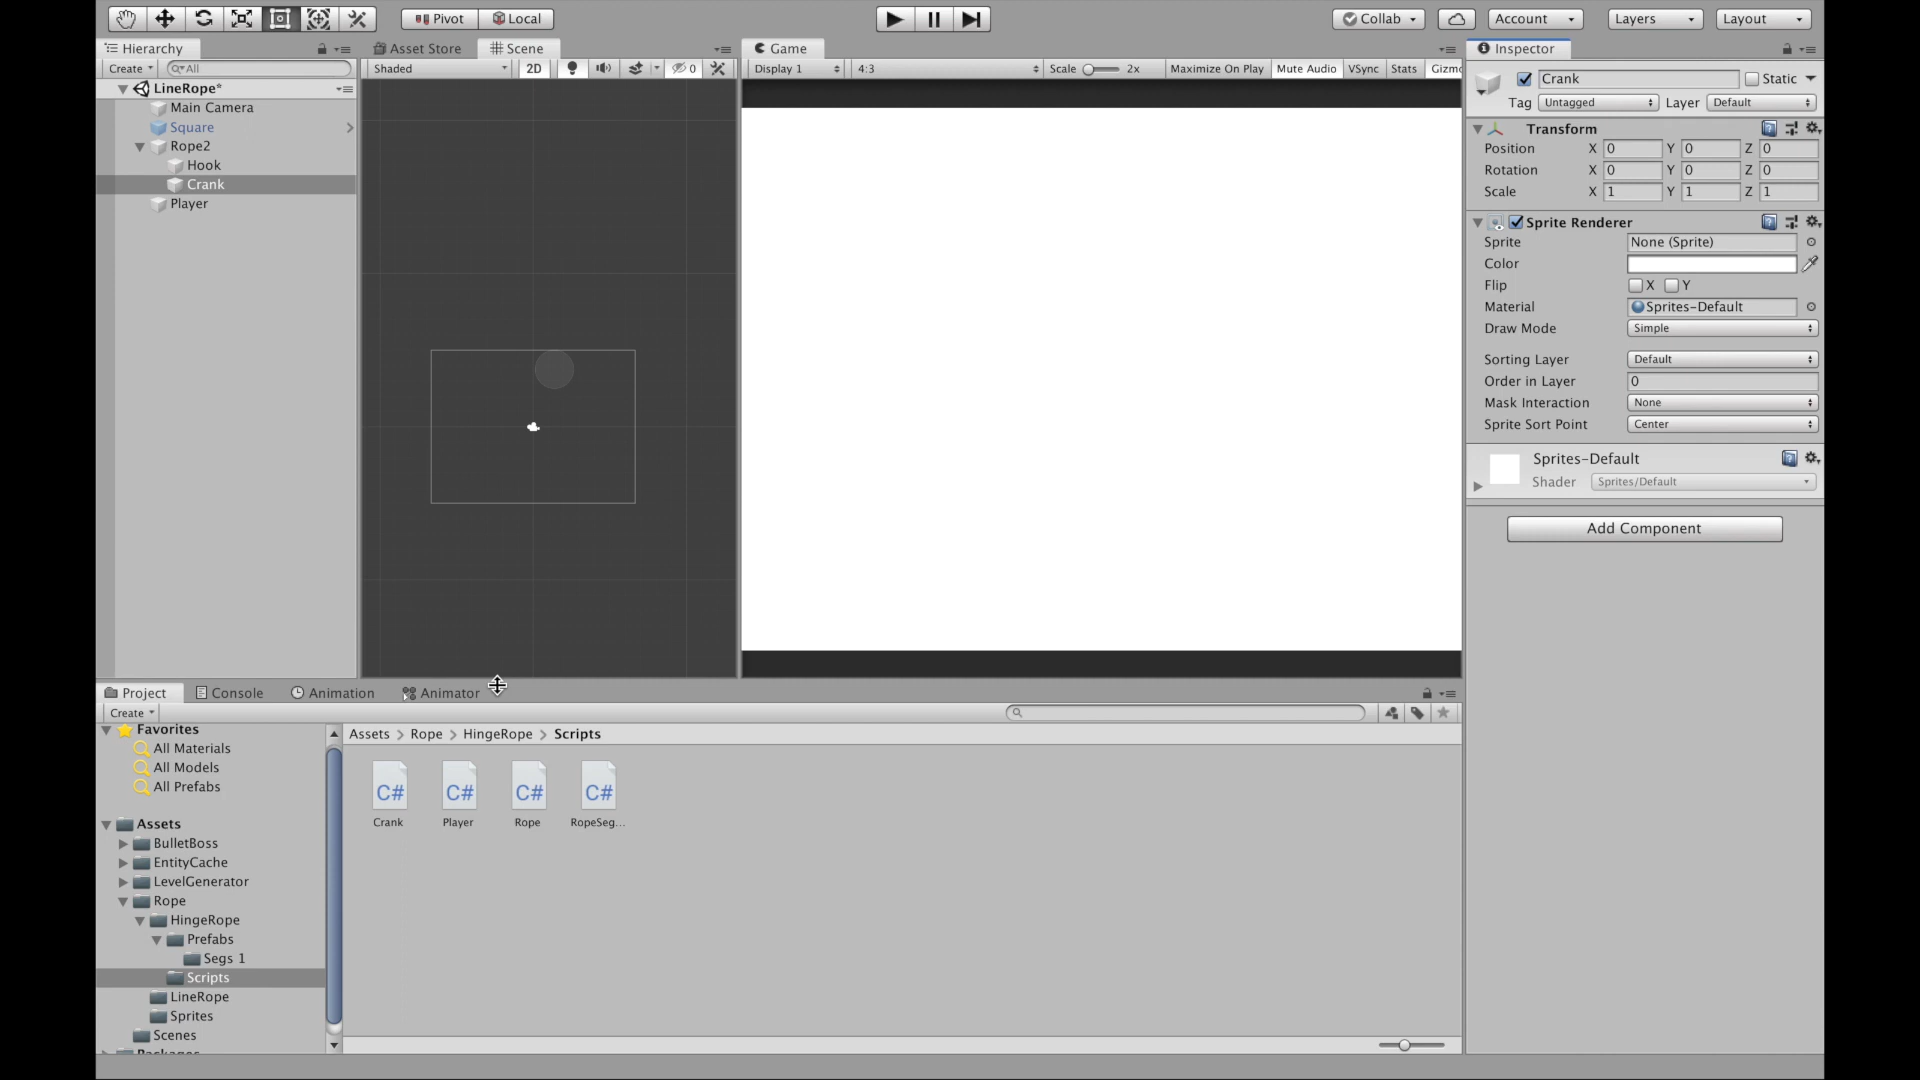 Pivot Local Collab Account Layers Layout
Hierarchy Asset Store Scene Game Inspector
Create All Shaded 2D 0 Display 1 4:3 Scale 2x Maximize On Play Mute Audio VSync Stats Gizm
LineRope*
Main Camera
Square
Rope2
Hook
Crank
Player
Crank Static
Tag Untagged Layer Default
Transform
Position X 0 Y 0 Z 0
Rotation X 0 Y 0 Z 0
Scale X 1 Y 1 Z 1
Sprite Renderer
Sprite None (Sprite)
Color
Flip X Y
Material Sprites-Default
Draw Mode Simple
Sorting Layer Default
Order in Layer 0
Mask Interaction None
Sprite Sort Point Center
Sprites-Default
Shader Sprites/Default
Add Component
Project Console Animation Animator
Create
Favorites
All Materials
All Models
All Prefabs
Assets
BulletBoss
EntityCache
LevelGenerator
Rope
HingeRope
Prefabs
Segs 1
Scripts
LineRope
Sprites
Scenes
Packages
Assets > Rope > HingeRope > Scripts
C# C# C# C#
Crank Player Rope RopeSeg...